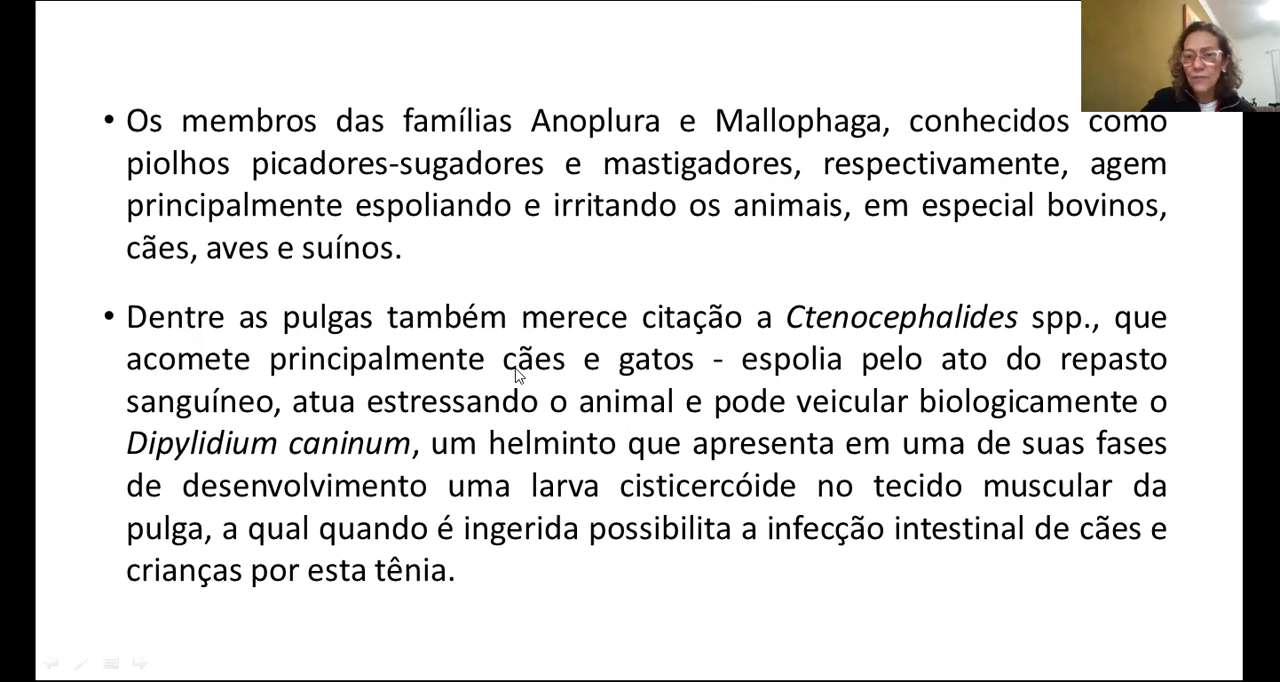 • Os membros das famílias Anoplura e Mallophaga, conhecidos como
piolhos picadores-sugadores e mastigadores, respectivamente, agem
principalmente espoliando e irritando os animais, em especial bovinos,
cães, aves e suínos.
• Dentre as pulgas também merece citação a Ctenocephalides spp., que
acomete principalmente cães e gatos - espolia pelo ato do repasto
sanguíneo, atua estressando o animal e pode veicular biologicamente o
Dipylidium caninum, um helminto que apresenta em uma de suas fases
de desenvolvimento uma larva cisticercóide no tecido muscular da
pulga, a qual quando é ingerida possibilita a infecção intestinal de cães e
crianças por esta tênia.